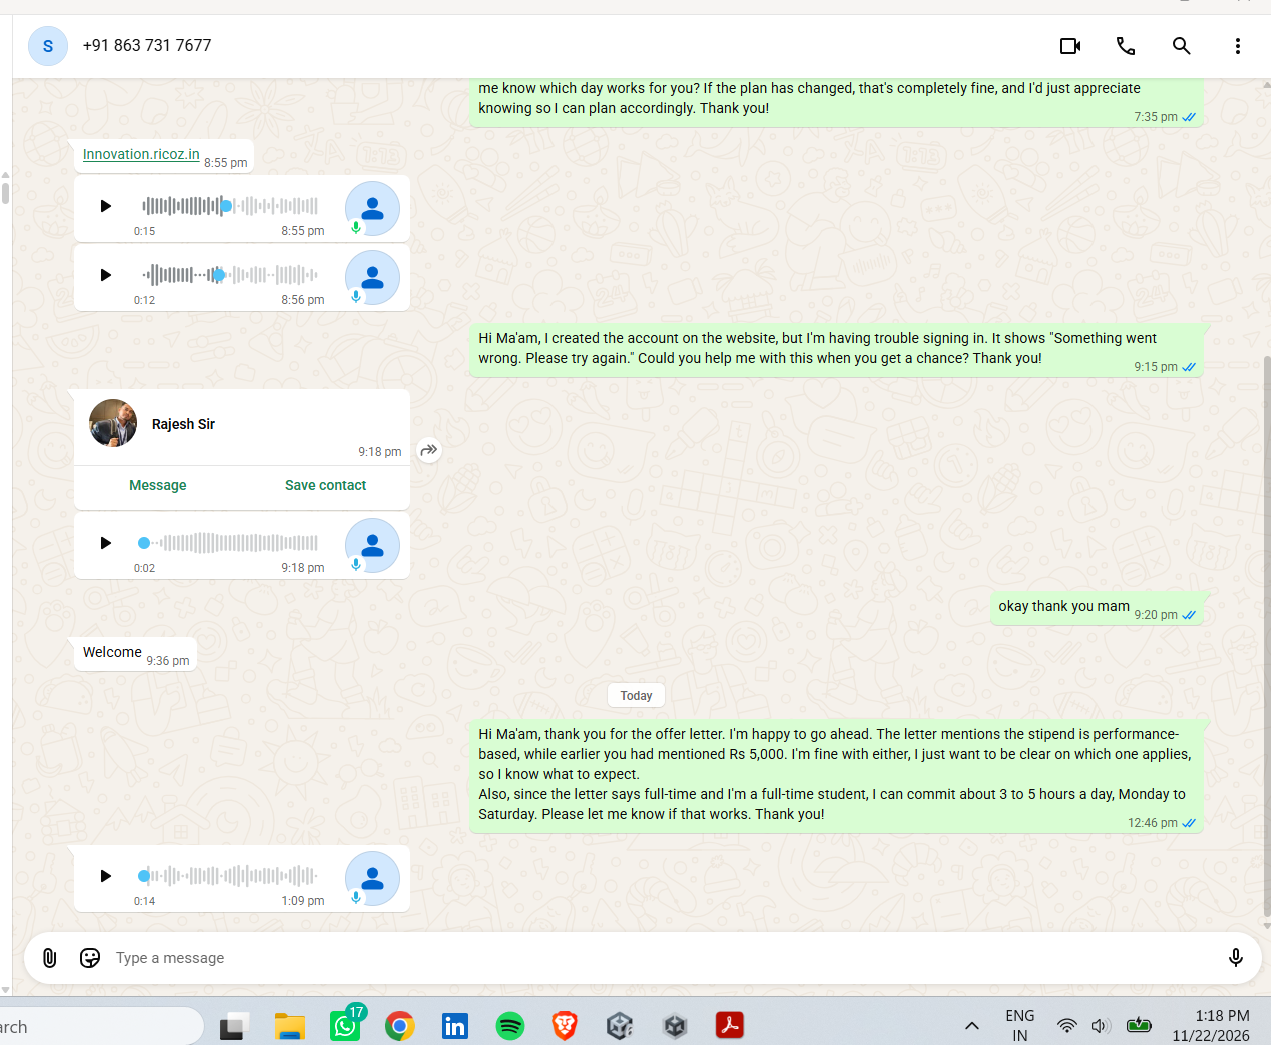 S
+91 863 731 7677
me know which day works for you? If the plan has changed, that's completely fine, and I'd just appreciate
knowing so I can plan accordingly. Thank you!
7:35 pm
Innovation.ricoz.in 8:55 pm
0:15 8:55 pm
0:12 8:56 pm
Hi Ma'am, I created the account on the website, but I'm having trouble signing in. It shows "Something went
wrong. Please try again." Could you help me with this when you get a chance? Thank you!
9:15 pm
Rajesh Sir
9:18 pm
Message Save contact
0:02 9:18 pm
okay thank you mam 9:20 pm
Welcome 9:36 pm
Today
Hi Ma'am, thank you for the offer letter. I'm happy to go ahead. The letter mentions the stipend is performance-
based, while earlier you had mentioned Rs 5,000. I'm fine with either, I just want to be clear on which one applies,
so I know what to expect.
Also, since the letter says full-time and I'm a full-time student, I can commit about 3 to 5 hours a day, Monday to
Saturday. Please let me know if that works. Thank you!
12:46 pm
0:14 1:09 pm
Type a message
arch
17
in
ENG
IN
1:18 PM
11/22/2026